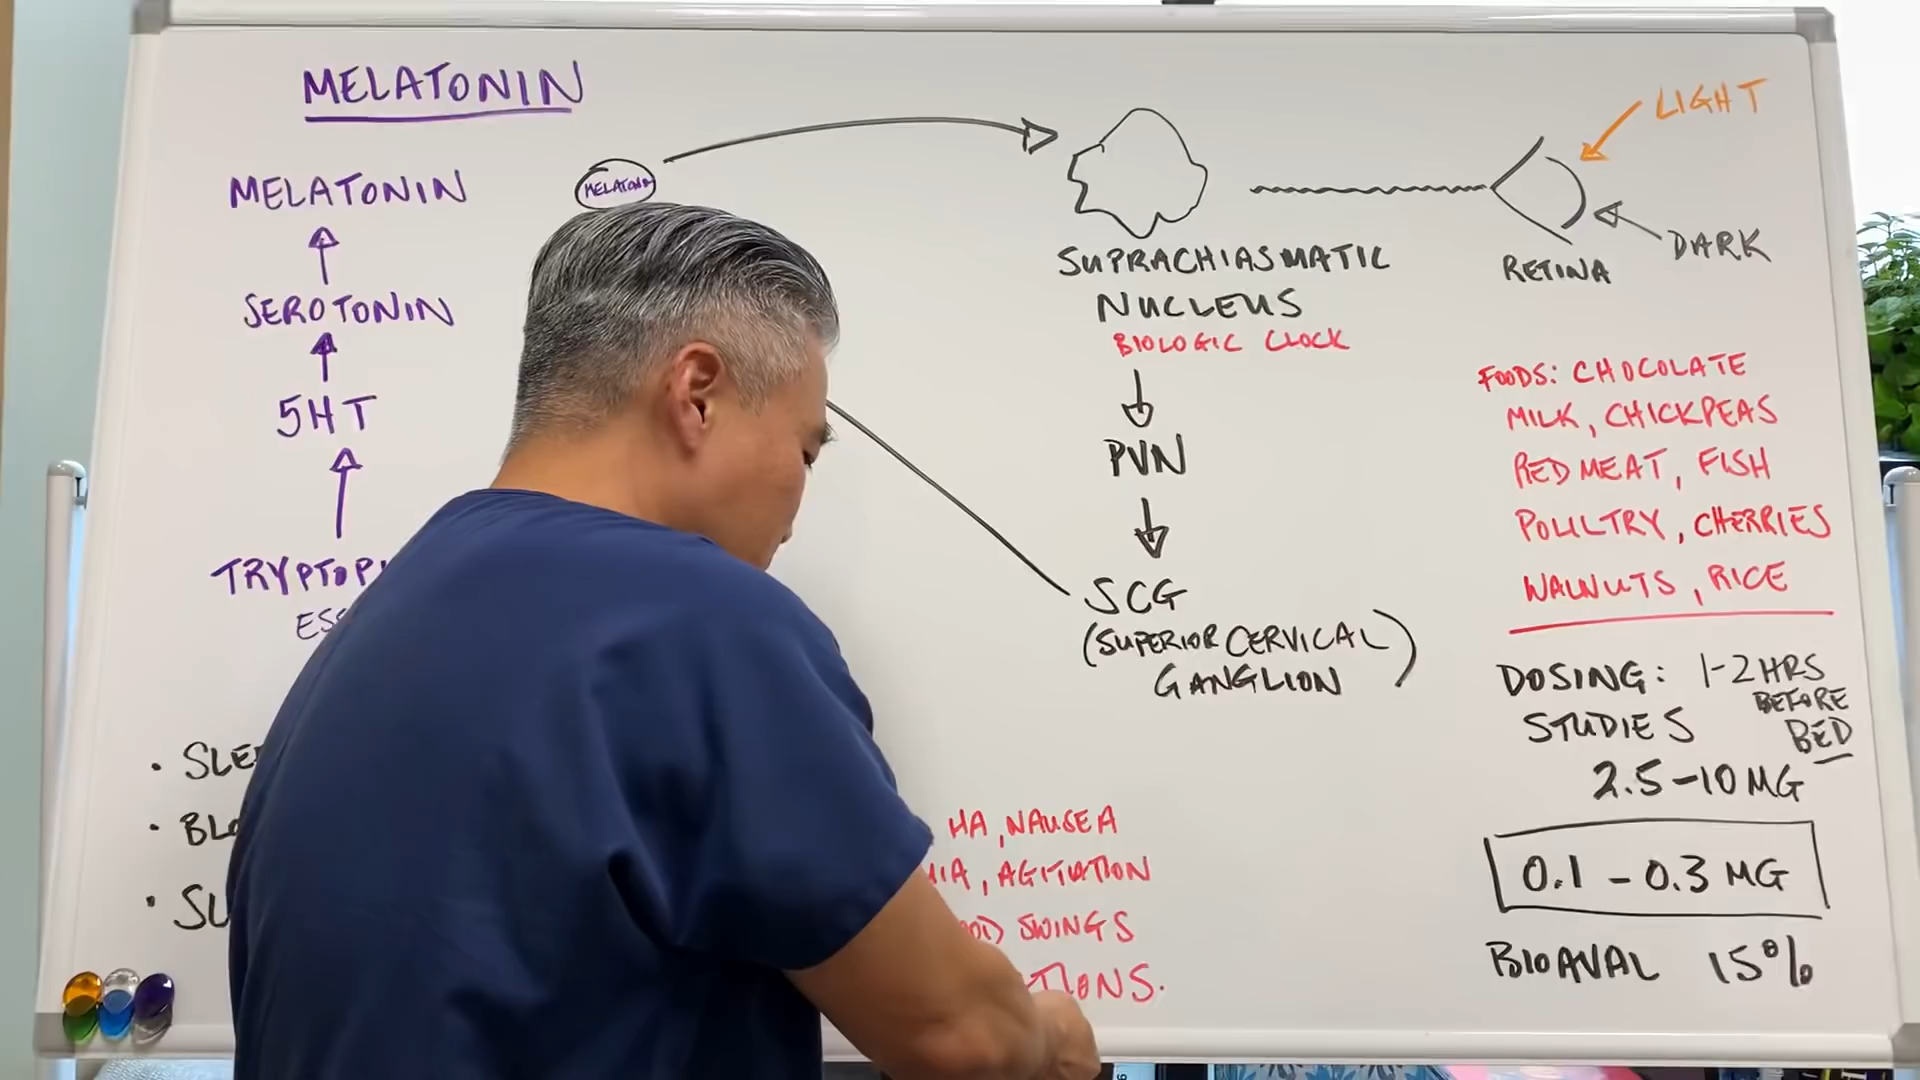 MELATONIN
MELATONIN
SEROTONIN
5HT
MELATONIN
SUPRACHIASMATIC
NUCLEUS
BIOLOGIC CLOCK
PVN
SCG
(SUPERIOR CERVICAL
GANGLION)
LIGHT
DARK
RETINA
FOODS: CHOCOLATE
MILK, CHICKPEAS
RED MEAT, FISH
POULTRY, CHERRIES
WALNUTS, RICE
DOSING: 1-2 HRS
BEFORE
STUDIES BED
2.5-10 MG
0.1 - 0.3 MG
BIOAVAL 15%
HA, NAUSEA
, AGITATION
SWINGS